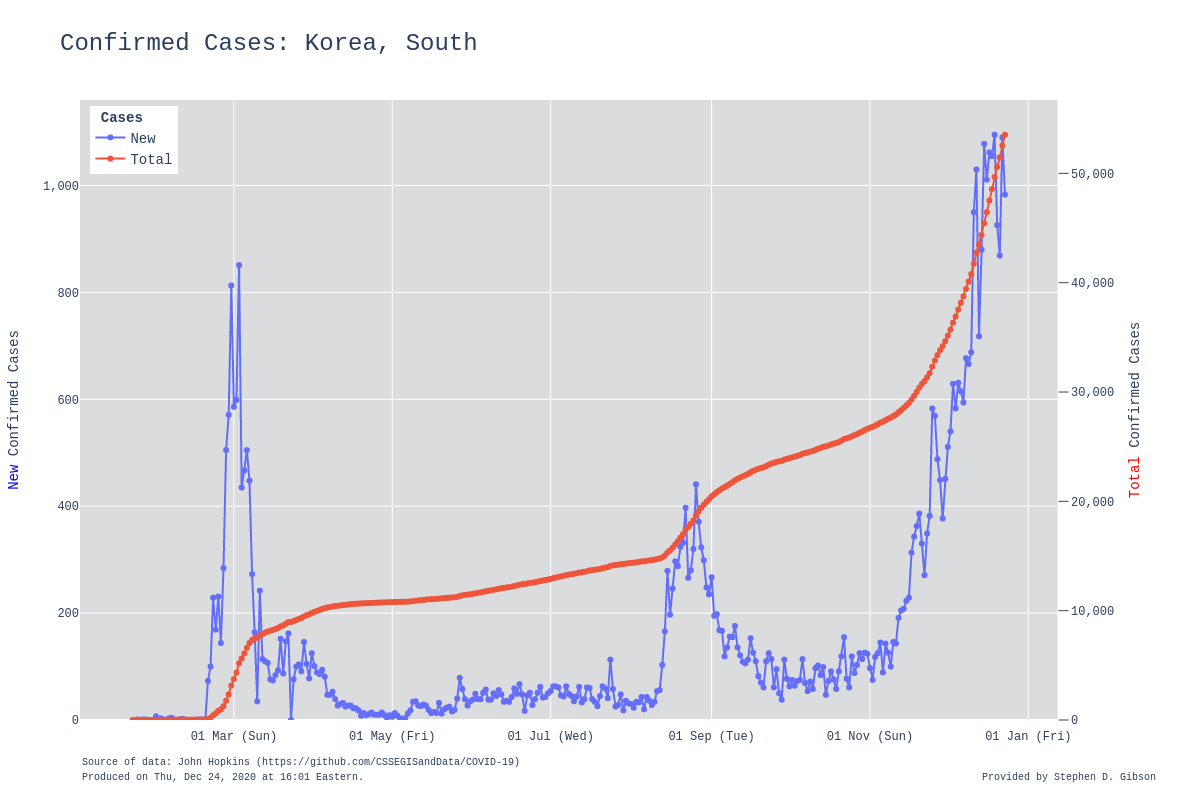 Confirmed Cases: Korea, South
Cases
New
Total
1,000
800
600
400
200
0
50,000
40,000
30,000
20,000
10,000
0
New Confirmed Cases
Total Confirmed Cases
01 Mar (Sun)
01 May (Fri)
01 Jul (Wed)
01 Sep (Tue)
01 Nov (Sun)
01 Jan (Fri)
Source of data: John Hopkins (https://github.com/CSSEGISandData/COVID-19)
Produced on Thu, Dec 24, 2020 at 16:01 Eastern.
Provided by Stephen D. Gibson